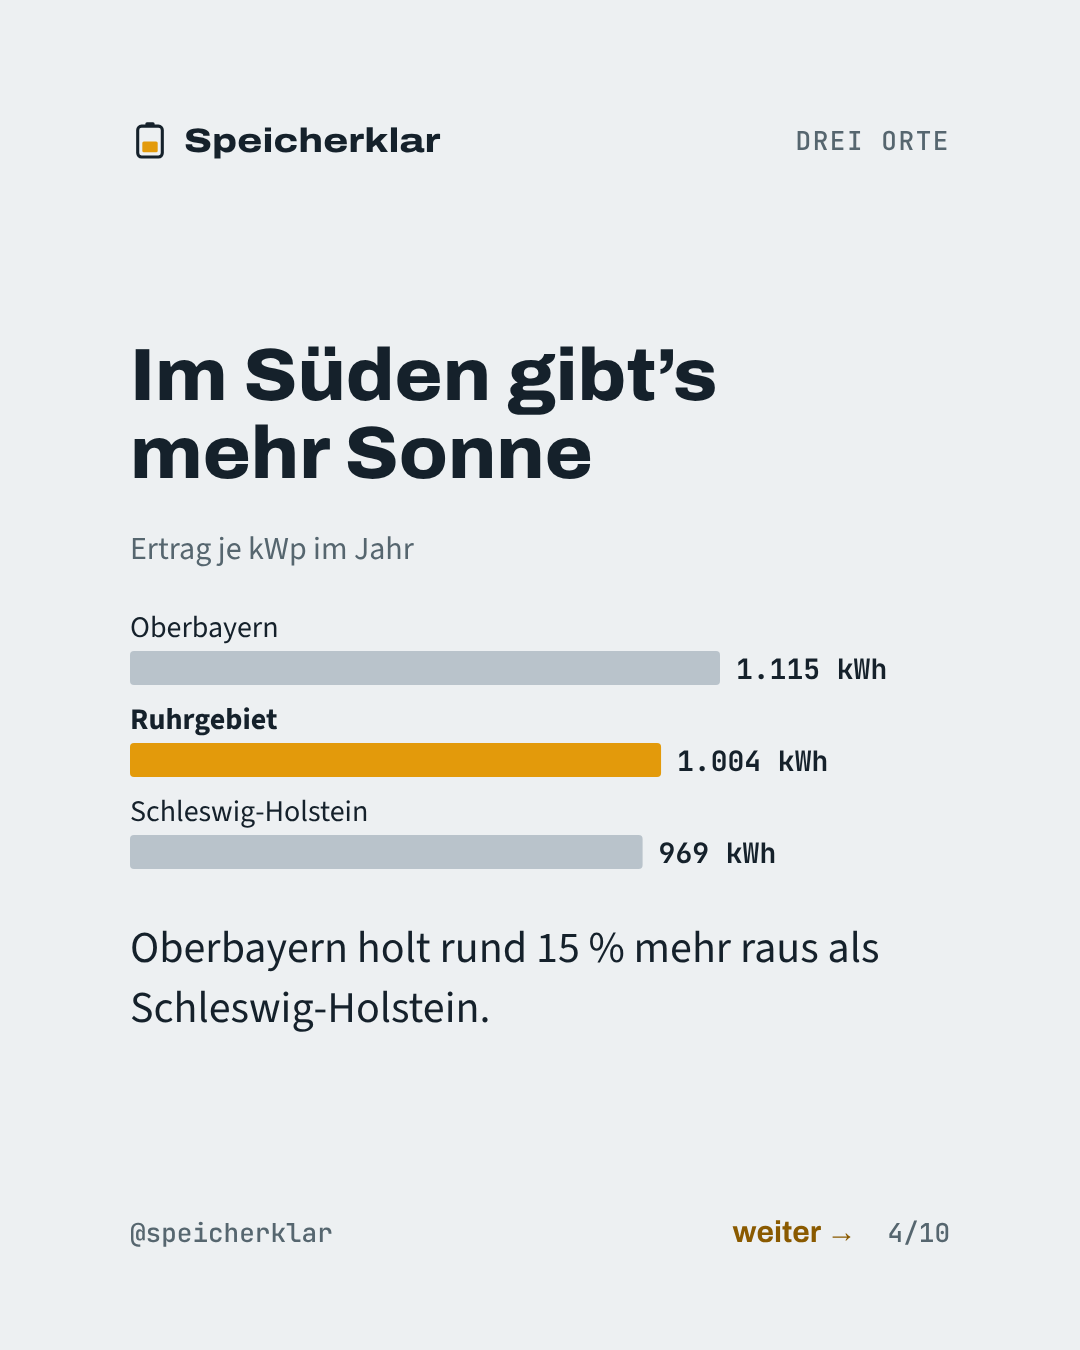 Speicherklar
DREI ORTE
Im Süden gibt’s
mehr Sonne
Ertrag je kWp im Jahr
Oberbayern
1.115 kWh
Ruhrgebiet
1.004 kWh
Schleswig-Holstein
969 kWh
Oberbayern holt rund 15 % mehr raus als
Schleswig-Holstein.
@speicherklar
weiter →
4/10